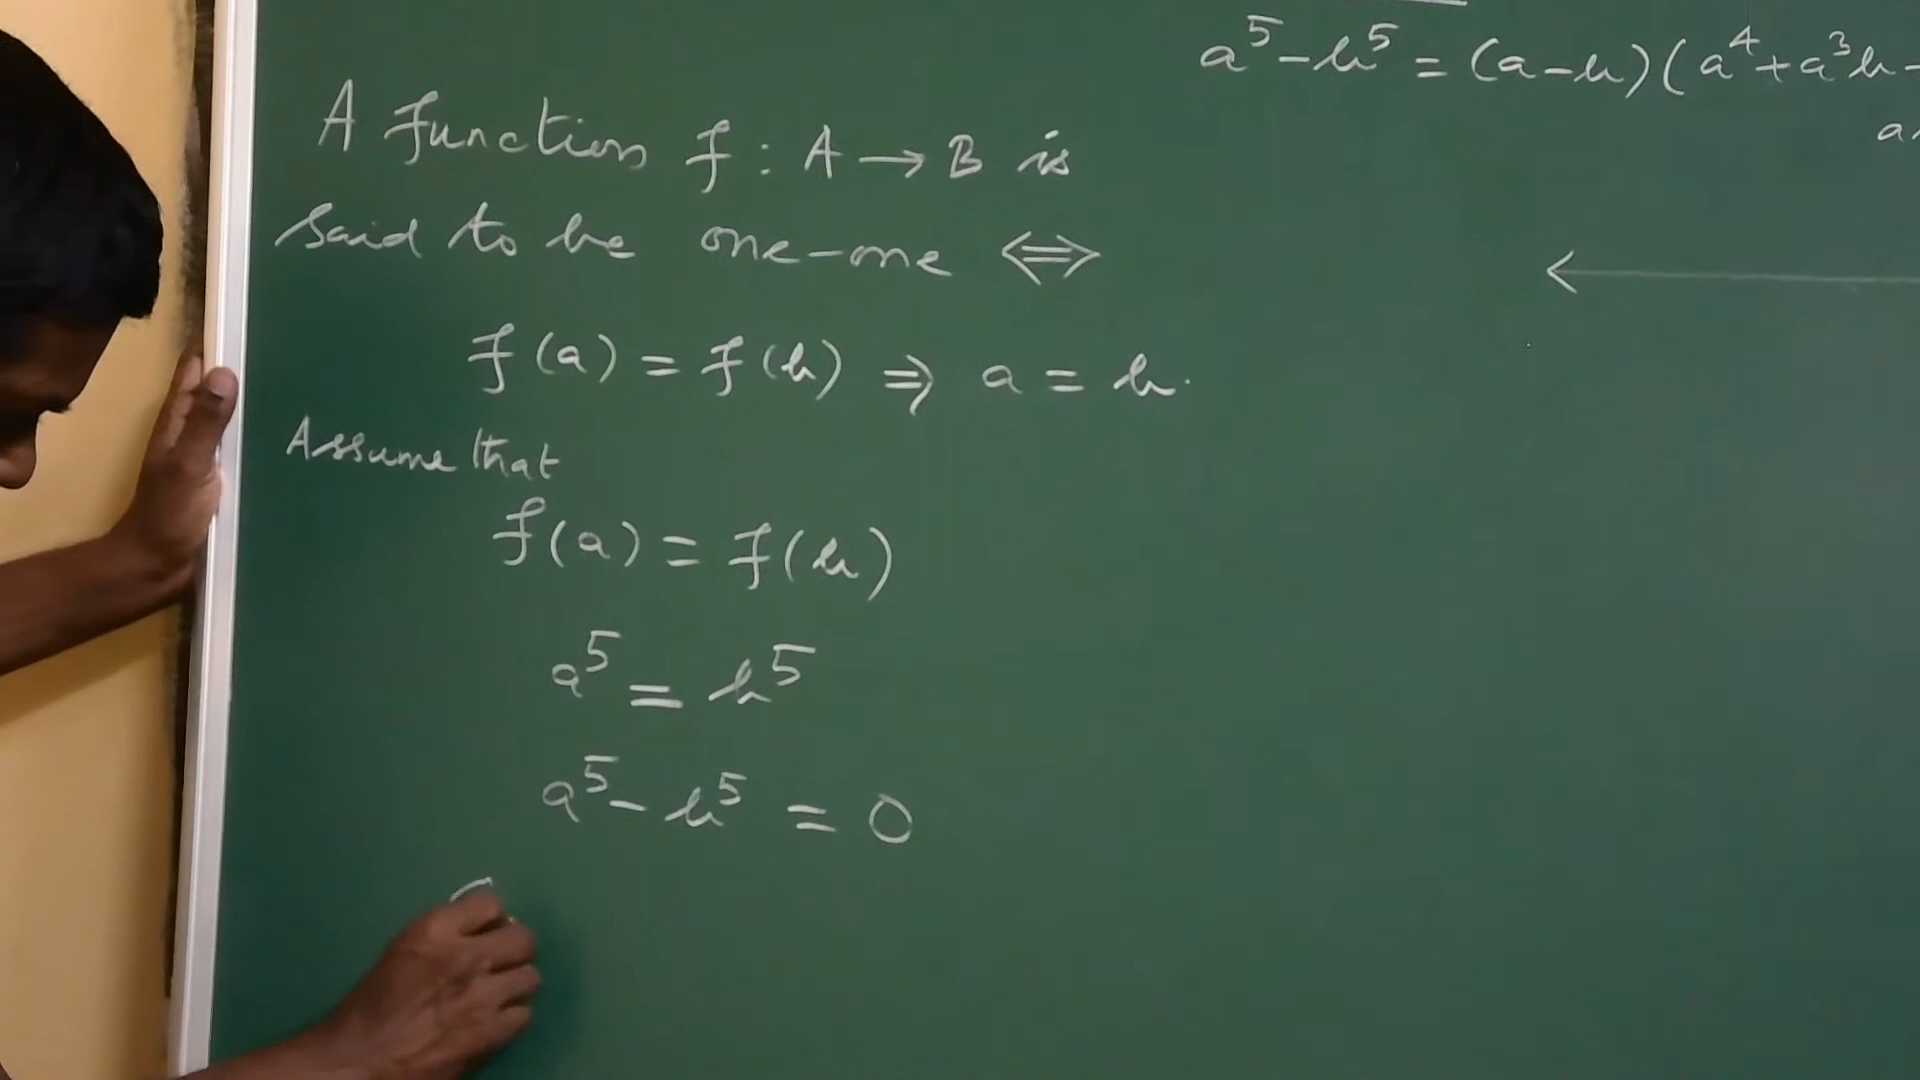 A function f : A → B is
said to be one-one ⇔
f(a) = f(b) ⇒ a = b.
Assume that
f(a) = f(b)
a⁵ = b⁵
a⁵ - b⁵ = 0
a⁵ - b⁵ = (a - b)(a⁴ + a³b -